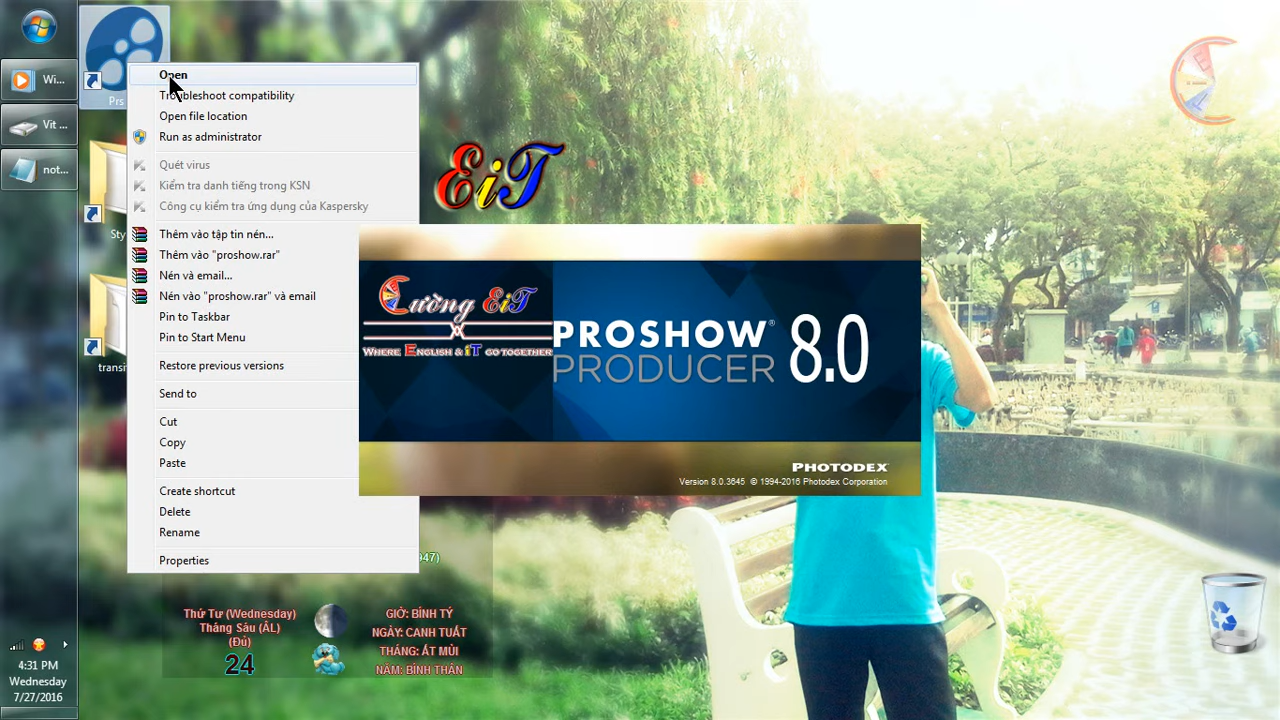 Wi...
Vit ...
not...
Prs
Sty
transi
Open
Troubleshoot compatibility
Open file location
Run as administrator
Quét virus
Kiểm tra danh tiếng trong KSN
Công cụ kiểm tra ứng dụng của Kaspersky
Thêm vào tập tin nén...
Thêm vào "proshow.rar"
Nén và email...
Nén vào "proshow.rar" và email
Pin to Taskbar
Pin to Start Menu
Restore previous versions
Send to
Cut
Copy
Paste
Create shortcut
Delete
Rename
Properties
EiT
Cường EiT
WHERE ENGLISH & iT GO TOGETHER
PROSHOW®
PRODUCER
8.0
PHOTODEX
Version 8.0.3645 © 1994-2016 Photodex Corporation
947)
Thứ Tư (Wednesday)
Tháng Sáu (ÂL)
(Đủ)
24
GIỜ: BÍNH TÝ
NGÀY: CANH TUẤT
THÁNG: ẤT MÙI
NĂM: BÍNH THÂN
4:31 PM
Wednesday
7/27/2016